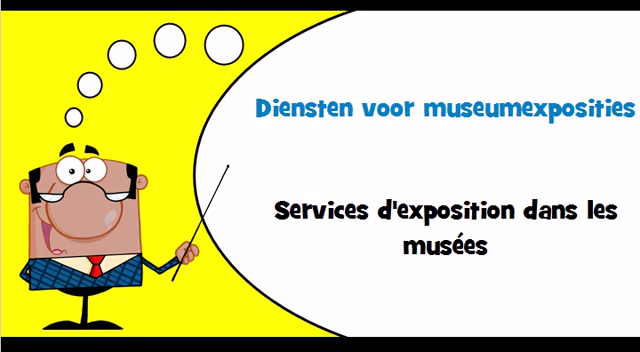 Diensten voor museumexposities
Services d'exposition dans les
musées